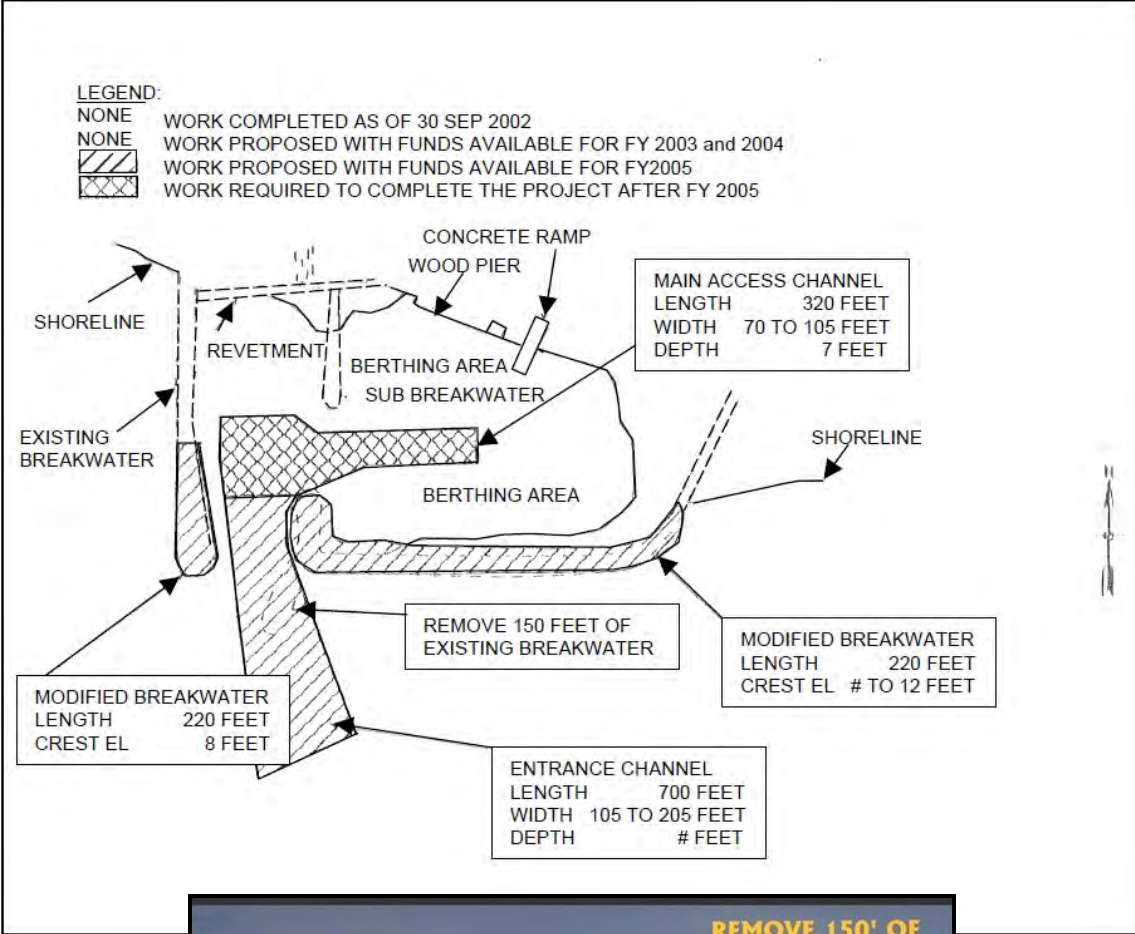 LEGEND:
NONE WORK COMPLETED AS OF 30 SEP 2002
NONE WORK PROPOSED WITH FUNDS AVAILABLE FOR FY 2003 and 2004
WORK PROPOSED WITH FUNDS AVAILABLE FOR FY2005
WORK REQUIRED TO COMPLETE THE PROJECT AFTER FY 2005
CONCRETE RAMP
WOOD PIER
MAIN ACCESS CHANNEL
LENGTH 320 FEET
WIDTH 70 TO 105 FEET
DEPTH 7 FEET
SHORELINE
REVETMENT
BERTHING AREA
SUB BREAKWATER
EXISTING
BREAKWATER
SHORELINE
BERTHING AREA
REMOVE 150 FEET OF
EXISTING BREAKWATER
MODIFIED BREAKWATER
LENGTH 220 FEET
CREST EL # TO 12 FEET
MODIFIED BREAKWATER
LENGTH 220 FEET
CREST EL 8 FEET
ENTRANCE CHANNEL
LENGTH 700 FEET
WIDTH 105 TO 205 FEET
DEPTH # FEET
REMOVE 150' OF